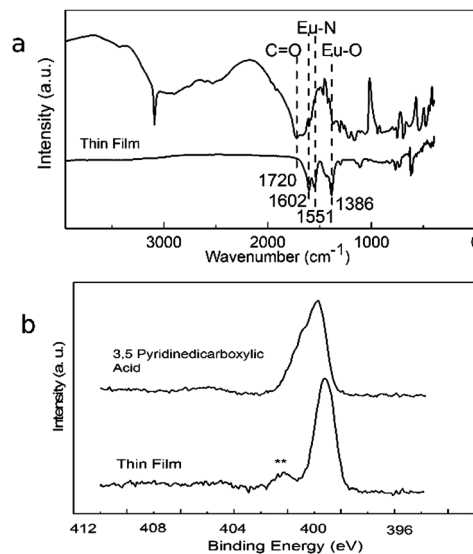 a
Eu-N
C=O
Eu-O
Intensity (a.u.)
Thin Film
1720
1602
1551
1386
3000
2000
1000
0
Wavenumber (cm-1)
b
3,5 Pyridinedicarboxylic
Acid
Intensity (a. u.)
**
Thin Film
412
408
404
400
396
Binding Energy (eV)